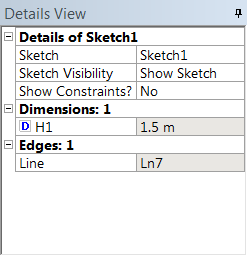 Details View
Details of Sketch1
Sketch Sketch1
Sketch Visibility Show Sketch
Show Constraints? No
Dimensions: 1
D H1 1.5 m
Edges: 1
Line Ln7